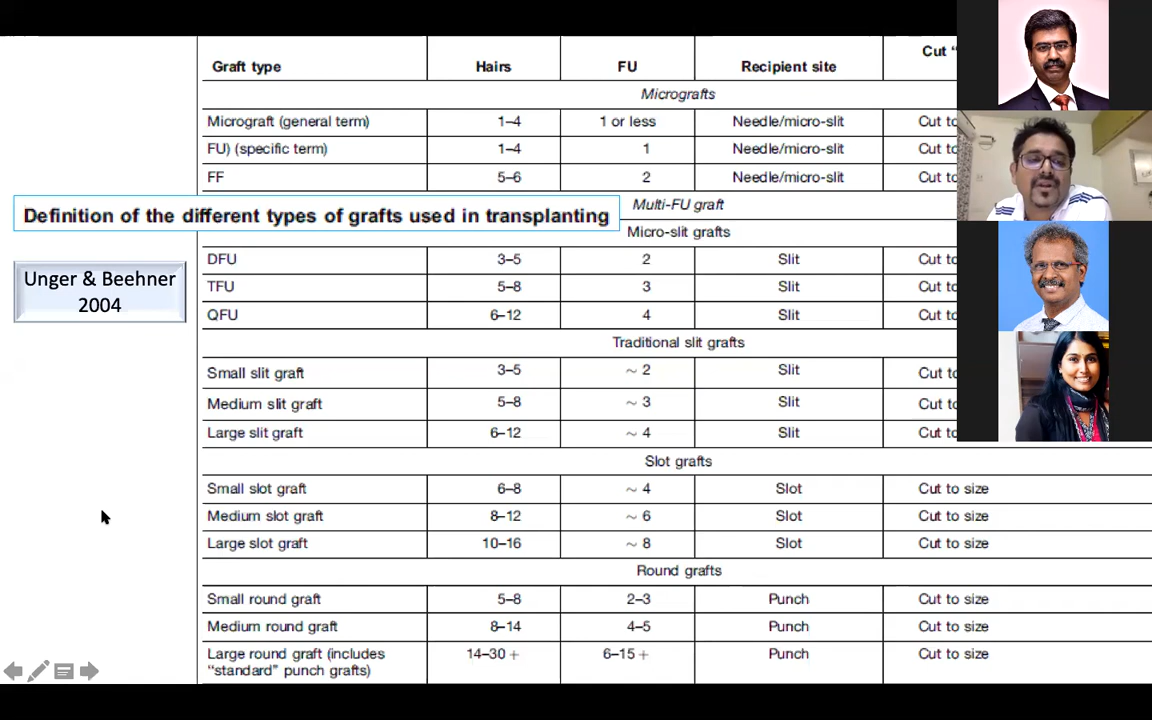 Graft type Hairs FU Recipient site Cut "
Micrografts
Micrograft (general term) 1–4 1 or less Needle/micro-slit Cut to
FU) (specific term) 1–4 1 Needle/micro-slit Cut to
FF 5–6 2 Needle/micro-slit Cut to
Definition of the different types of grafts used in transplanting
Multi-FU graft
Micro-slit grafts
Unger & Beehner
2004
DFU 3–5 2 Slit Cut to
TFU 5–8 3 Slit Cut to
QFU 6–12 4 Slit Cut to
Traditional slit grafts
Small slit graft 3–5 ~ 2 Slit Cut to
Medium slit graft 5–8 ~ 3 Slit Cut to
Large slit graft 6–12 ~ 4 Slit Cut to
Slot grafts
Small slot graft 6–8 ~ 4 Slot Cut to size
Medium slot graft 8–12 ~ 6 Slot Cut to size
Large slot graft 10–16 ~ 8 Slot Cut to size
Round grafts
Small round graft 5–8 2–3 Punch Cut to size
Medium round graft 8–14 4–5 Punch Cut to size
Large round graft (includes 14–30 + 6–15 + Punch Cut to size
"standard" punch grafts)